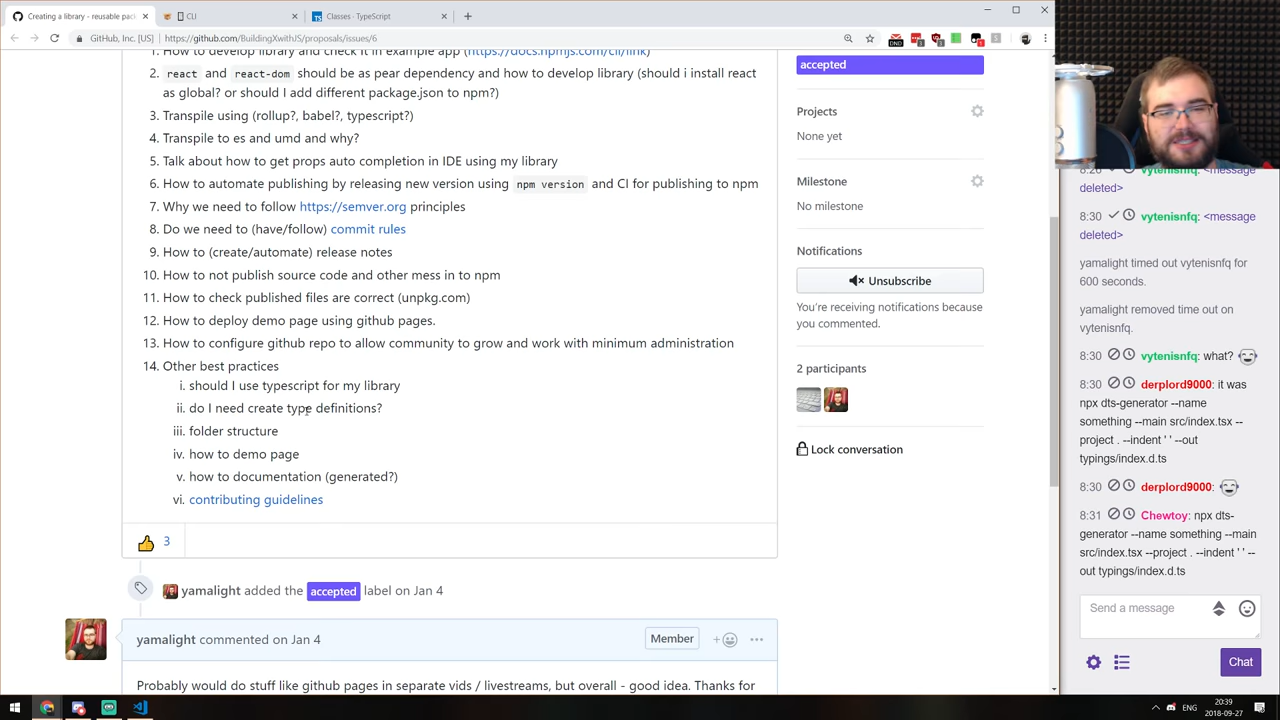 Creating a library - reusable pac
CLI
Classes · TypeScript
GitHub, Inc. [US]
https://github.com/BuildingXwithJS/proposals/issues/6
and check it in example app (https://docs.npmjs.com/cli/link)
2. react and react-dom should be
and how to develop library (should i install react
as global? or should I add different package.json to npm?)
3. Transpile using (rollup?, babel?, typescript?)
4. Transpile to es and umd and why?
5. Talk about how to get props auto completion in IDE using my library
6. How to automate publishing by releasing new version using npm version and CI for publishing to npm
7. Why we need to follow https://semver.org principles
8. Do we need to (have/follow) commit rules
9. How to (create/automate) release notes
10. How to not publish source code and other mess in to npm
11. How to check published files are correct (unpkg.com)
12. How to deploy demo page using github pages.
13. How to configure github repo to allow community to grow and work with minimum administration
14. Other best practices
i. should I use typescript for my library
ii. do I need create type definitions?
iii. folder structure
iv. how to demo page
v. how to documentation (generated?)
vi. contributing guidelines
3
yamalight added the accepted label on Jan 4
yamalight commented on Jan 4
Member
Probably would do stuff like github pages in separate vids / livestreams, but overall - good idea. Thanks for
accepted
Projects
None yet
Milestone
No milestone
Notifications
Unsubscribe
You're receiving notifications because
you commented.
2 participants
Lock conversation
vytenisnfq: <message
deleted>
8:30 vytenisnfq: <message
deleted>
yamalight timed out vytenisnfq for
600 seconds.
yamalight removed time out on
vytenisnfq.
8:30 vytenisnfq: what?
8:30 derplord9000: it was
npx dts-generator --name
something --main src/index.tsx --
project . --indent ' ' --out
typings/index.d.ts
8:30 derplord9000:
8:31 Chewtoy: npx dts-
generator --name something --main
src/index.tsx --project . --indent ' ' --
out typings/index.d.ts
Send a message
Chat
DND
ENG
20:39
2018-09-27